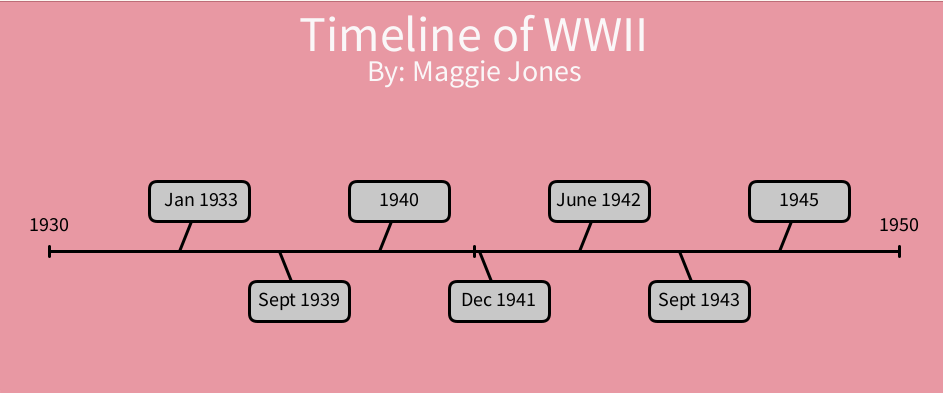 Timeline of WWII
By: Maggie Jones
Jan 1933
1940
June 1942
1945
1930
1950
Sept 1939
Dec 1941
Sept 1943